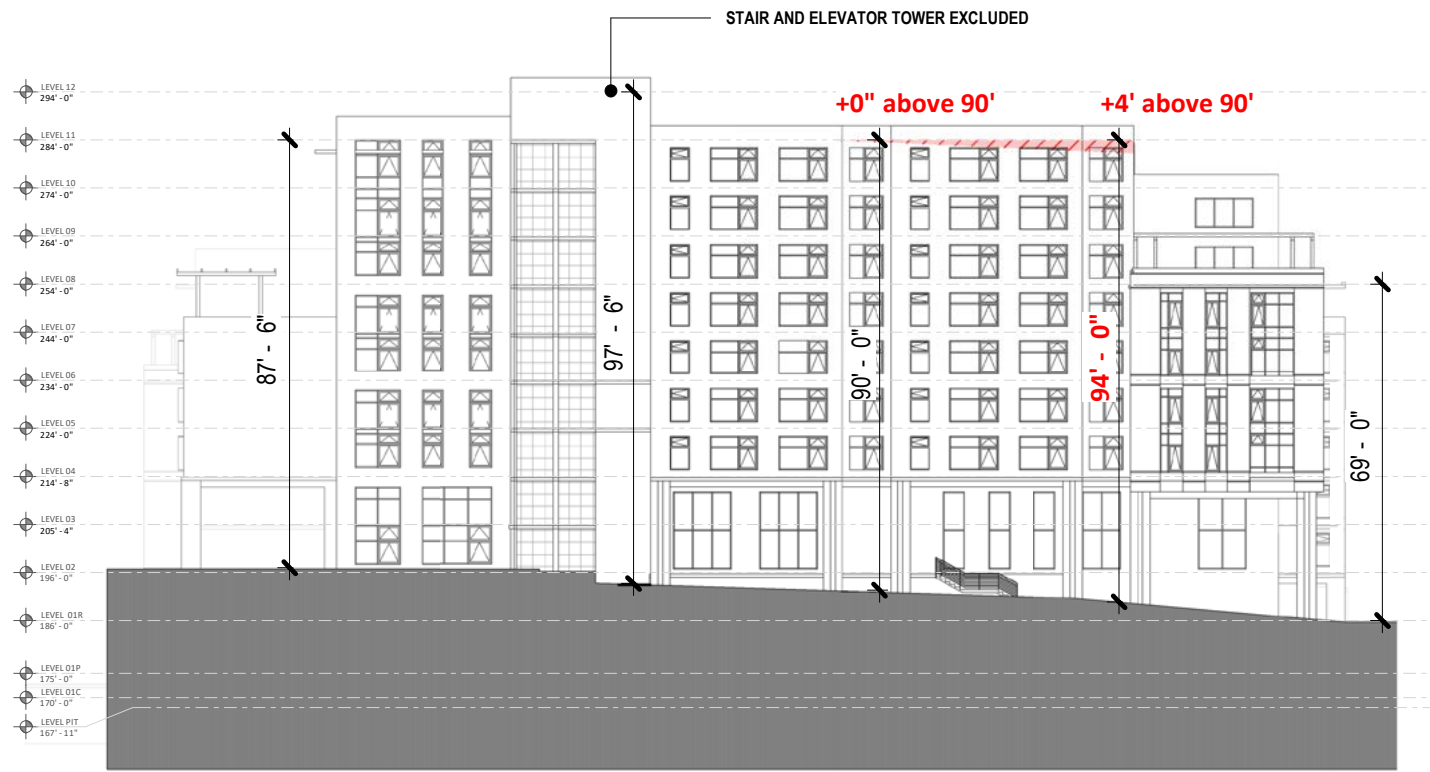 STAIR AND ELEVATOR TOWER EXCLUDED
LEVEL 12
294' - 0"
+0" above 90'
+4' above 90'
LEVEL 11
284' - 0"
LEVEL 10
274' - 0"
LEVEL 09
264' - 0"
LEVEL 08
254' - 0"
LEVEL 07
244' - 0"
87' - 6"
97' - 6"
90' - 0"
94' - 0"
69' - 0"
LEVEL 06
234' - 0"
LEVEL 05
224' - 0"
LEVEL 04
214' - 8"
LEVEL 03
205' - 4"
LEVEL 02
196' - 0"
LEVEL 01R
186' - 0"
LEVEL 01P
175' - 0"
LEVEL 01C
170' - 0"
LEVEL PIT
167' - 11"